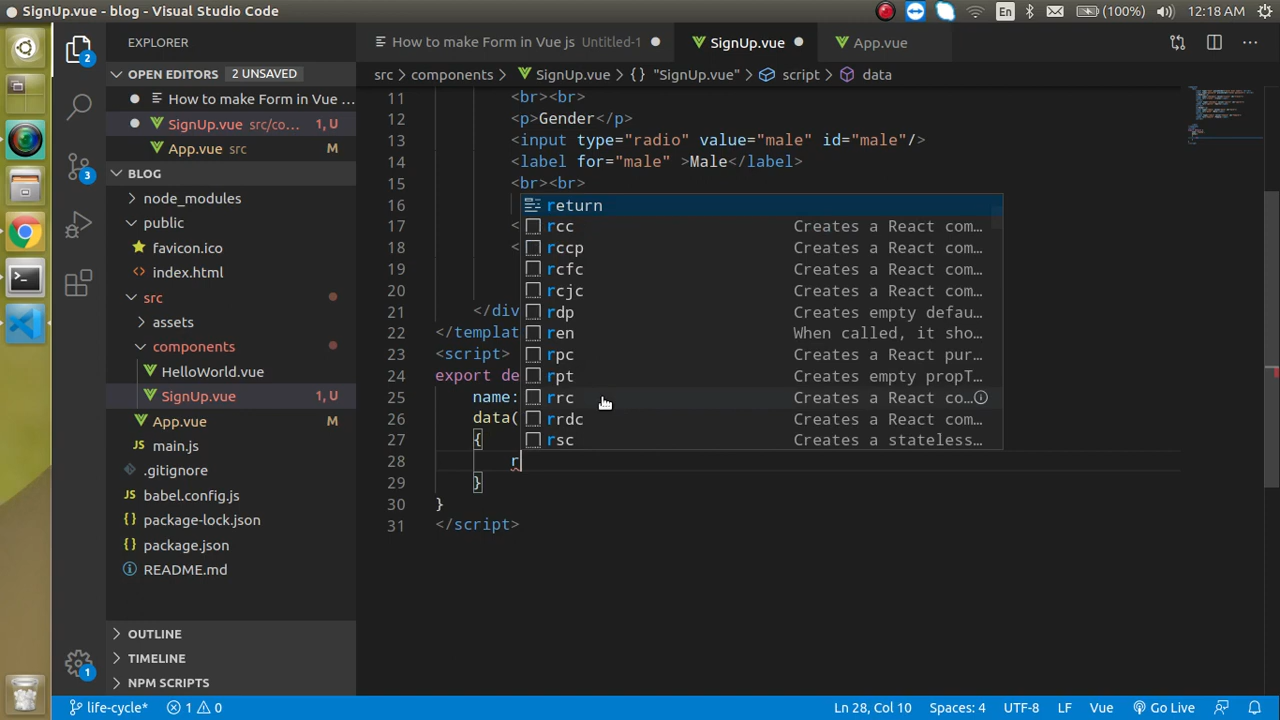 SignUp.vue - blog - Visual Studio Code
En
(100%)
12:18 AM
EXPLORER
How to make Form in Vue js Untitled-1
SignUp.vue
App.vue
OPEN EDITORS 2 UNSAVED
src > components > SignUp.vue > {} "SignUp.vue" > script > data
How to make Form in Vue ...
SignUp.vue src/co... 1, U
App.vue src M
BLOG
node_modules
public
favicon.ico
index.html
src
assets
components
HelloWorld.vue
SignUp.vue 1, U
App.vue
main.js
.gitignore
babel.config.js
package-lock.json
package.json
README.md
OUTLINE
TIMELINE
NPM SCRIPTS
2
3
1
11 <br><br>
12 <p>Gender</p>
13 <input type="radio" value="male" id="male"/>
14 <label for="male" >Male</label>
15 <br><br>
16
17 <
18 <
19
20
21 </div
22 </templat
23 <script>
24 export de
25 name:
26 data(
27 {
28 r
29 }
30 }
31 </script>
return
rcc Creates a React com…
rccp Creates a React com…
rcfc Creates a React com…
rcjc Creates a React com…
rdp Creates empty defau…
ren When called, it sho…
rpc Creates a React pur…
rpt Creates empty propT…
rrc Creates a React co…
rrdc Creates a React com…
rsc Creates a stateless…
life-cycle* 1 0 Ln 28, Col 10 Spaces: 4 UTF-8 LF Vue Go Live